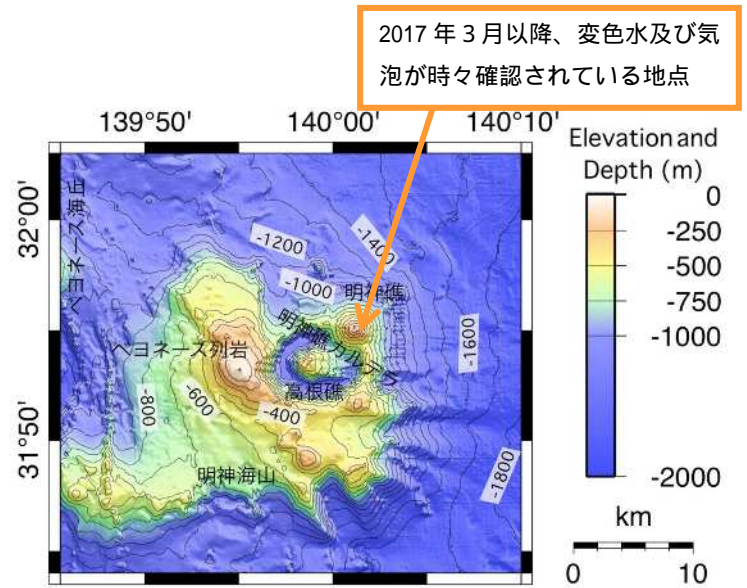 2017 年３月以降、変色水及び気
泡が時々確認されている地点
139°50'
140°00'
140°10'
Elevation and
Depth (m)
0
-250
-500
-750
-1000
-2000
km
0
10
32°00'
31°50'
ベヨネース海丘
-1200
-1400
-1000
明神礁
明神礁カルデラ
ベヨネース列岩
高根礁
-1600
-800
-600
-400
明神海山
-1800